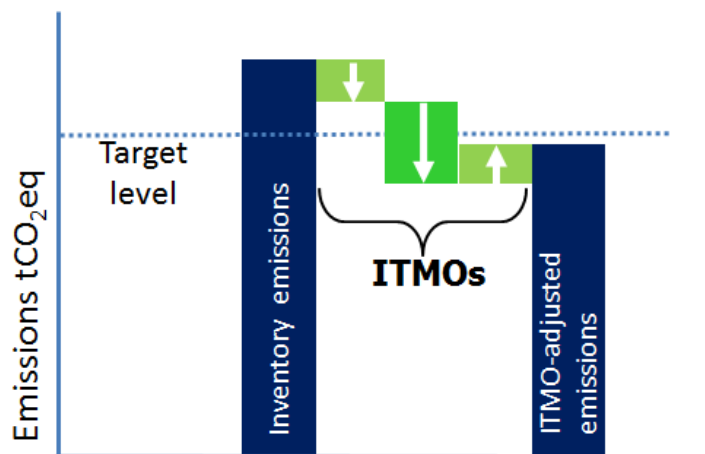 Emissions tCO₂eq
Target
level
Inventory emissions
ITMOs
ITMO-adjusted
emissions